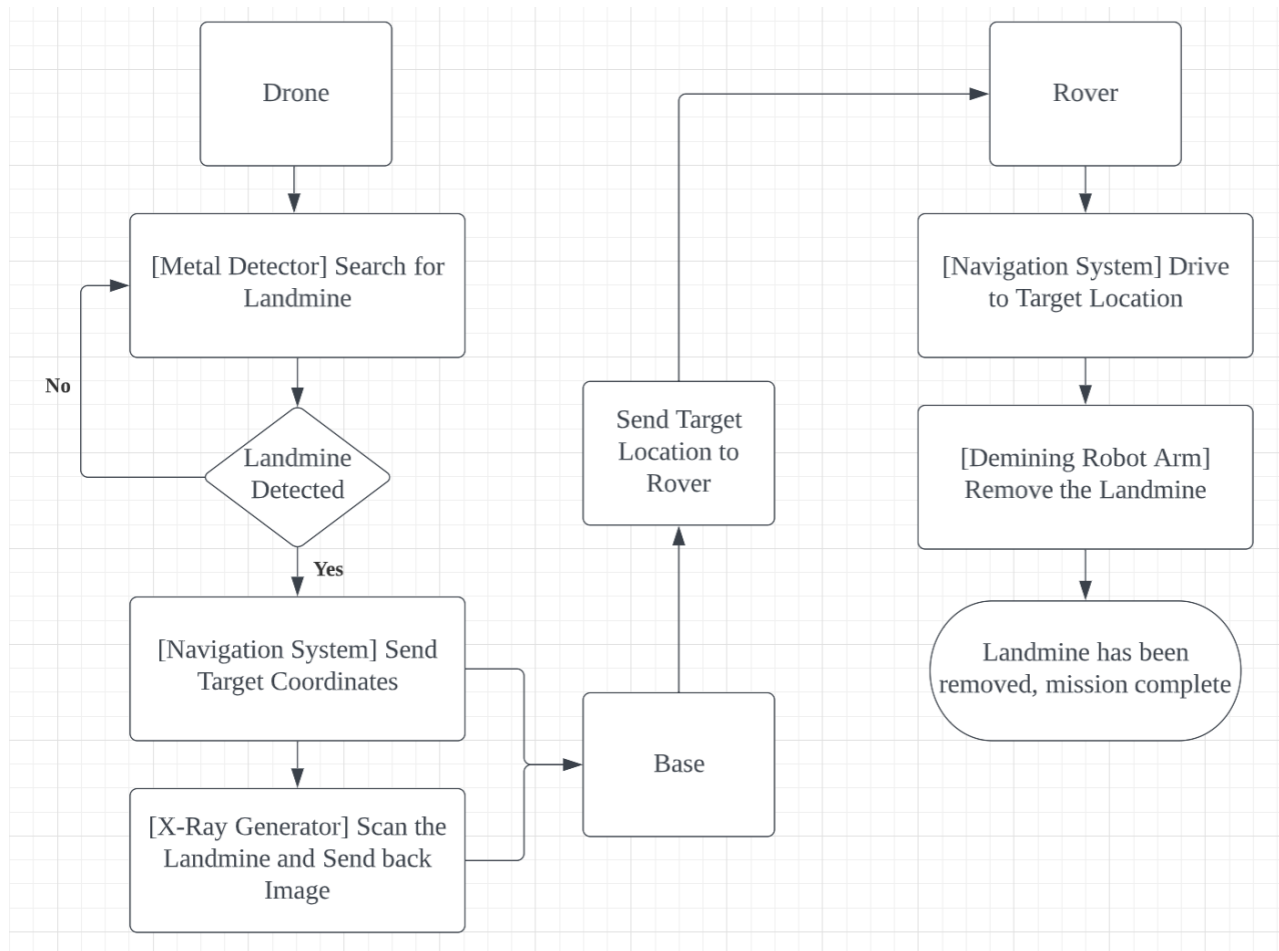 Drone
[Metal Detector] Search for
Landmine
No
Landmine
Detected
Yes
[Navigation System] Send
Target Coordinates
[X-Ray Generator] Scan the
Landmine and Send back
Image
Base
Send Target
Location to
Rover
Rover
[Navigation System] Drive
to Target Location
[Demining Robot Arm]
Remove the Landmine
Landmine has been
removed, mission complete